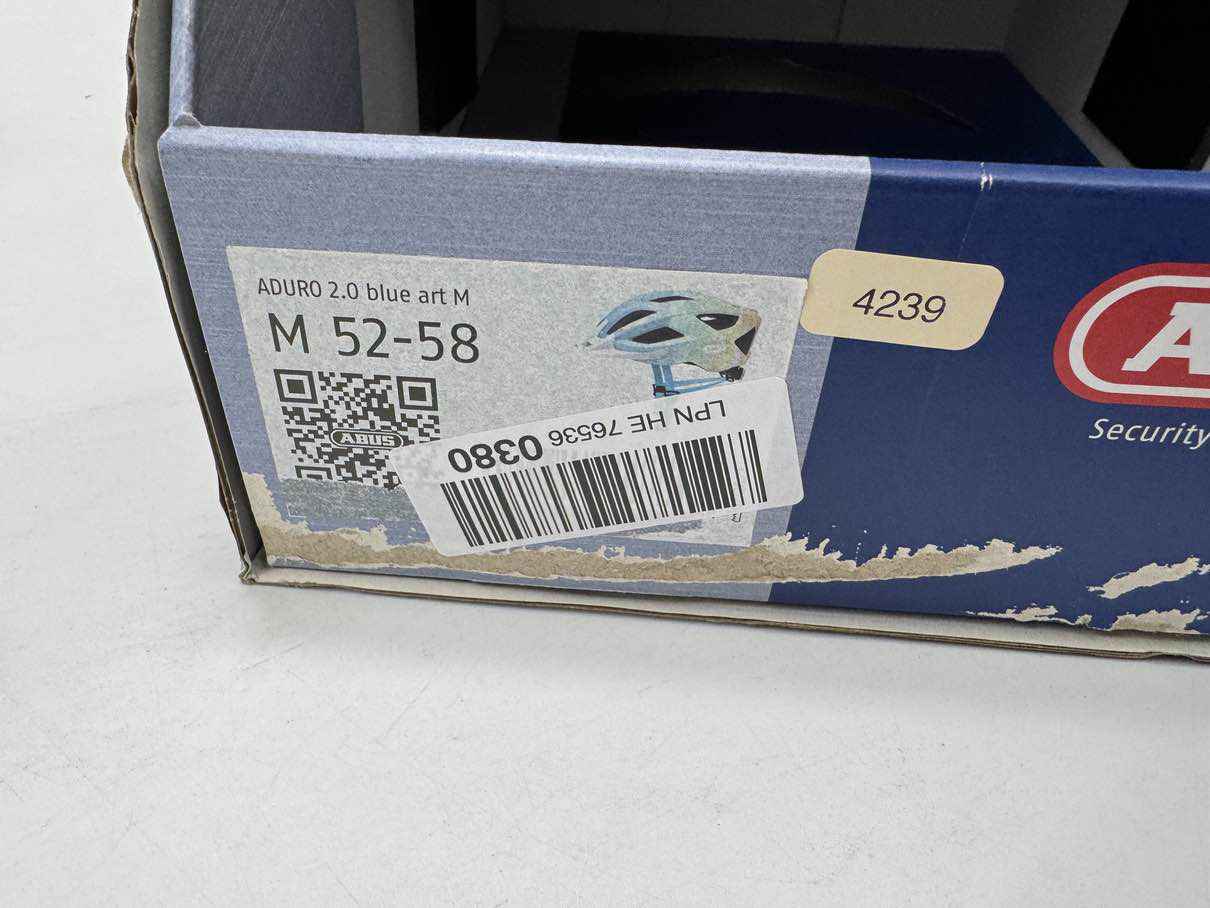 ADURO 2.0 blue art M
M 52-58
ABUS
4239
LPN HE 76536 0380
Security